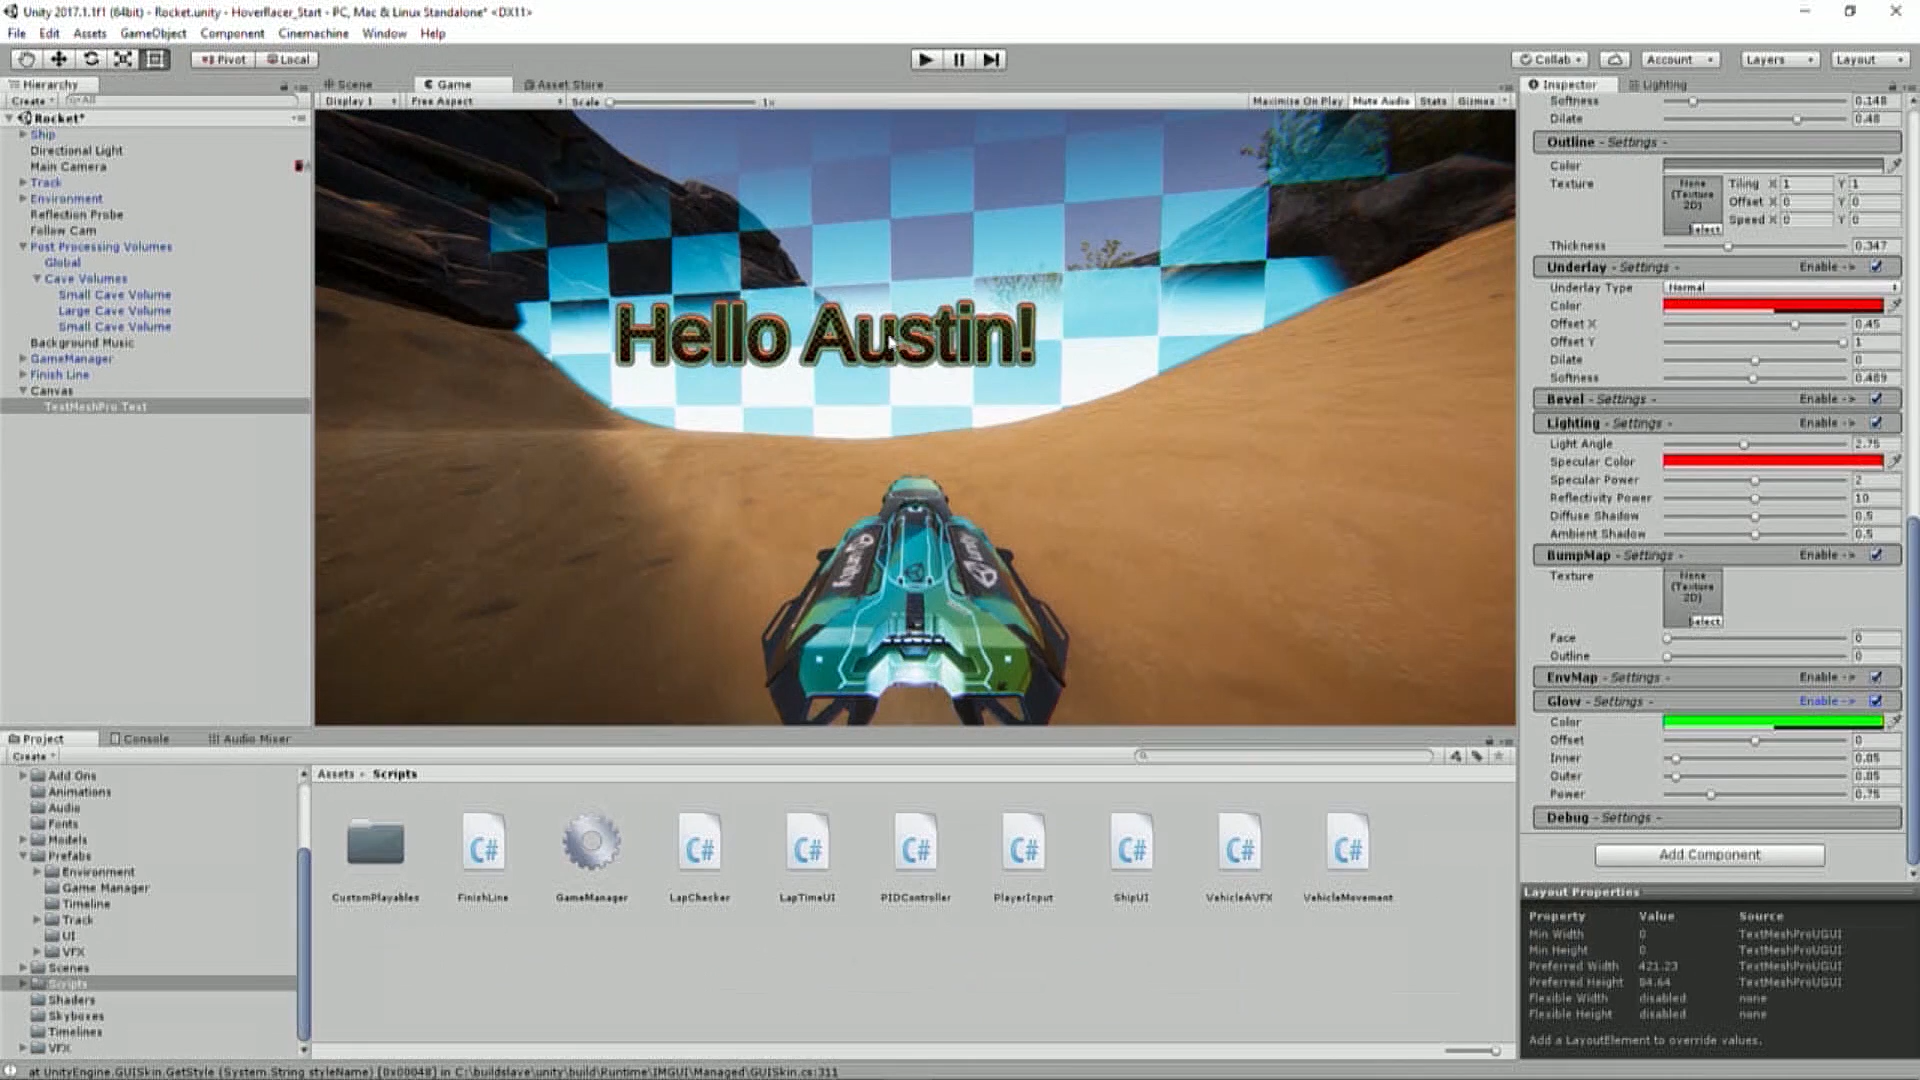 Unity 2017.1.1f1 (64bit) - Rocket.unity - HoverRacer_Start - PC, Mac & Linux Standalone* <DX11>
File Edit Assets GameObject Component Cinemachine Window Help
Pivot Local Collab Account Layers Layout
Hierarchy
Create All
Rocket*
Ship
Directional Light
Main Camera
Track
Environment
Reflection Probe
Follow Cam
Post Processing Volumes
Global
Cave Volumes
Small Cave Volume
Large Cave Volume
Small Cave Volume
Background Music
GameManager
Finish Line
Canvas
TextMeshPro Text
Scene Game Asset Store
Display 1 Free Aspect Scale 1x Maximize On Play Mute Audio Stats Gizmos
Hello Austin!
unity
unity
Inspector Lighting
Softness 0.148
Dilate 0.48
Outline - Settings -
Color
Texture None (Texture 2D) Select
Tiling X 1 Y 1
Offset X 0 Y 0
Speed X 0 Y 0
Thickness 0.347
Underlay - Settings - Enable ->
Underlay Type Normal
Color
Offset X 0.45
Offset Y 1
Dilate 0
Softness 0.489
Bevel - Settings - Enable ->
Lighting - Settings - Enable ->
Light Angle 2.75
Specular Color
Specular Power 2
Reflectivity Power 10
Diffuse Shadow 0.5
Ambient Shadow 0.5
BumpMap - Settings - Enable ->
Texture None (Texture 2D) Select
Face 0
Outline 0
EnvMap - Settings - Enable ->
Glow - Settings - Enable ->
Color
Offset 0
Inner 0.05
Outer 0.05
Power 0.75
Debug - Settings -
Add Component
Layout Properties
Property Value Source
Min Width 0 TextMeshProUGUI
Min Height 0 TextMeshProUGUI
Preferred Width 421.23 TextMeshProUGUI
Preferred Height 84.64 TextMeshProUGUI
Flexible Width disabled none
Flexible Height disabled none
Add a LayoutElement to override values.
Project Console Audio Mixer
Create
Add Ons
Animations
Audio
Fonts
Models
Prefabs
Environment
Game Manager
Timeline
Track
UI
VFX
Scenes
Scripts
Shaders
Skyboxes
Timelines
VFX
Assets Scripts
C# C# C# C# C# C# C# C#
CustomPlayables FinishLine GameManager LapChecker LapTimeUI PIDController PlayerInput ShipUI VehicleAVFX VehicleMovement
at UnityEngine.GUISkin.GetStyle (System.String styleName) [0x00048] in C:\buildslave\unity\build\Runtime\IMGUI\Managed\GUISkin.cs:311